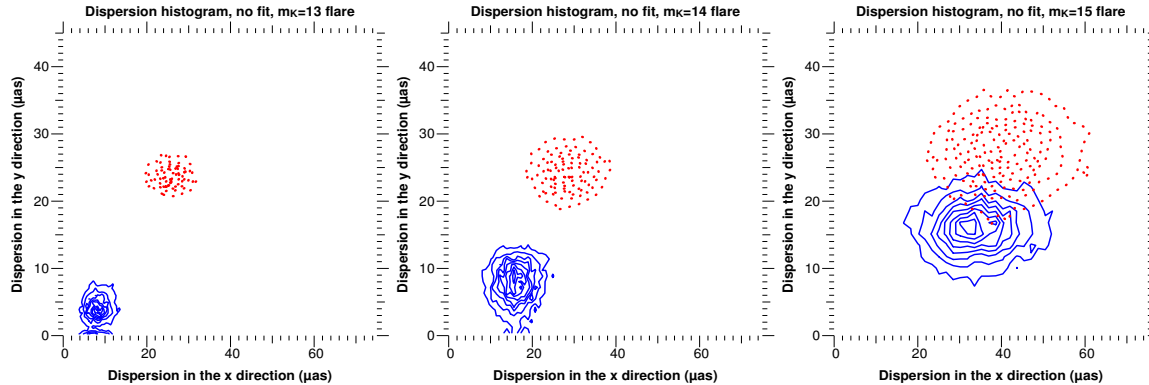 Dispersion histogram, no fit, mK=13 flare
Dispersion in the y direction (µas)
40
30
20
10
0
0 20 40 60
Dispersion in the x direction (µas)
Dispersion histogram, no fit, mK=14 flare
Dispersion in the y direction (µas)
40
30
20
10
0
0 20 40 60
Dispersion in the x direction (µas)
Dispersion histogram, no fit, mK=15 flare
Dispersion in the y direction (µas)
40
30
20
10
0
0 20 40 60
Dispersion in the x direction (µas)